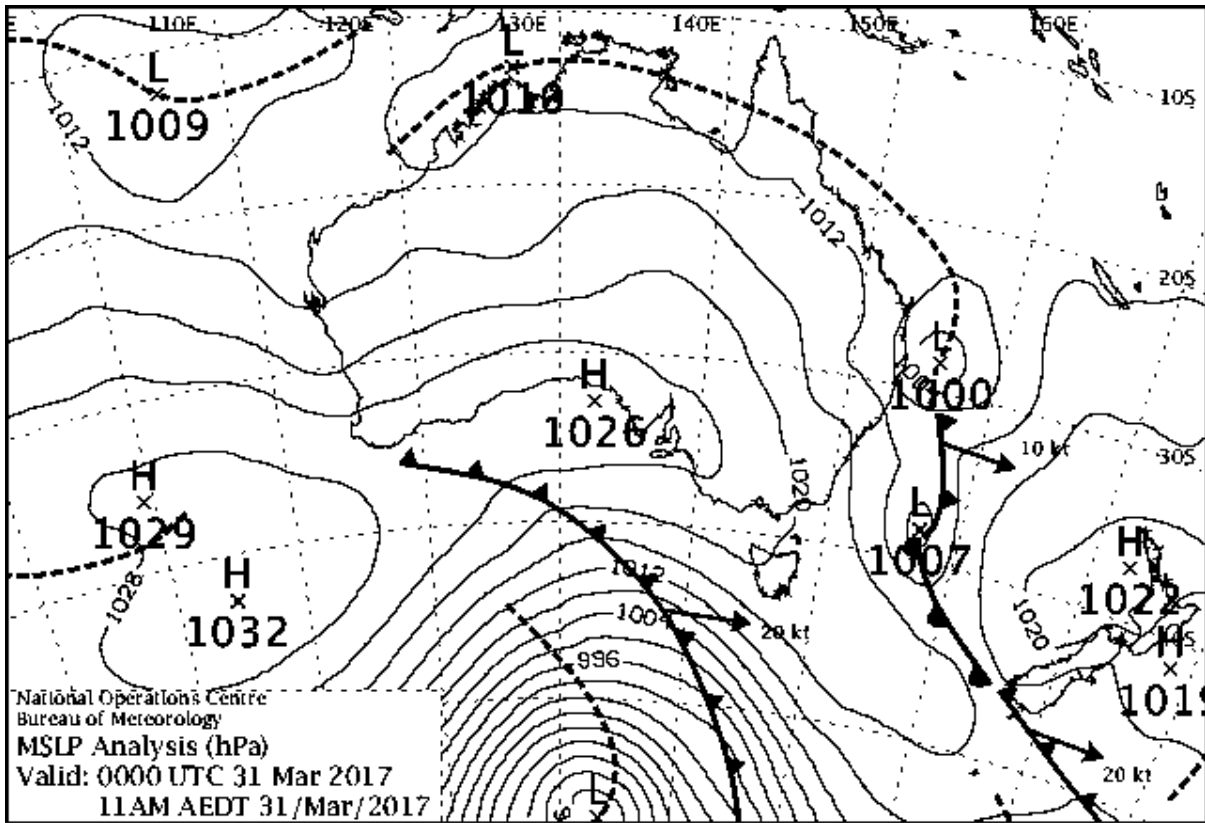 110E 120E 130E 140E 150E 160E
L
L
1009
1010
10S
1012
1012
20S
L
1000
H
1026
10 kt
30S
H
1029
1020
L
1007
H
1032
1028
1012
1004
20 kt
996
H
1022
1020
H
1019
L
20 kt
National Operations Centre
Bureau of Meteorology
MSLP Analysis (hPa)
Valid: 0000 UTC 31 Mar 2017
11AM AEDT 31/Mar/2017